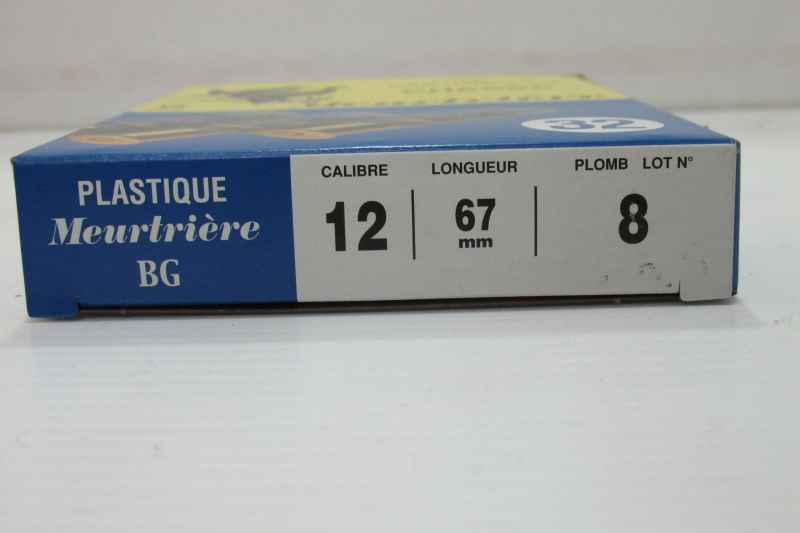 32
PLASTIQUE
Meurtrière
BG
CALIBRE
12
LONGUEUR
67
mm
PLOMB LOT N°
8